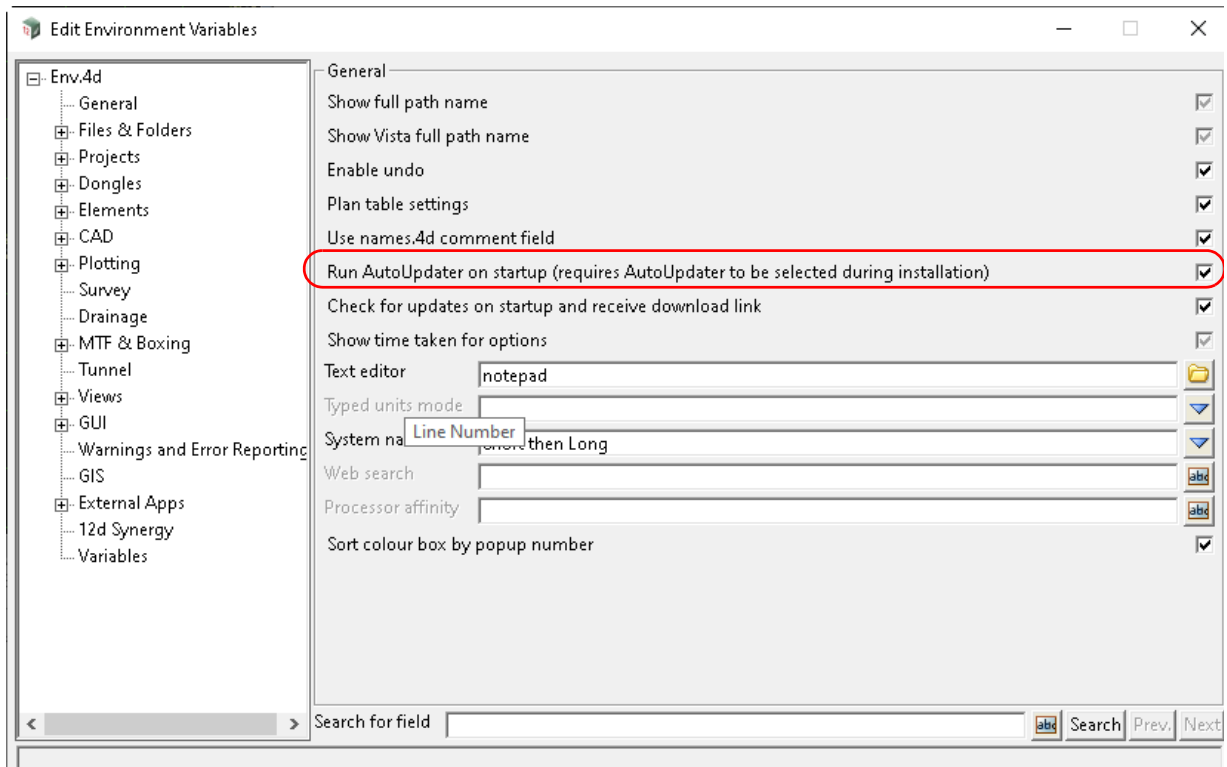 Edit Environment Variables
Env.4d
General
Files & Folders
Projects
Dongles
Elements
CAD
Plotting
Survey
Drainage
MTF & Boxing
Tunnel
Views
GUI
Warnings and Error Reporting
GIS
External Apps
12d Synergy
Variables
General
Show full path name
Show Vista full path name
Enable undo
Plan table settings
Use names.4d comment field
Run AutoUpdater on startup (requires AutoUpdater to be selected during installation)
Check for updates on startup and receive download link
Show time taken for options
Text editor notepad
Typed units mode
Line Number
System na Short then Long
Web search abc
Processor affinity abc
Sort colour box by popup number
Search for field abc Search Prev. Next